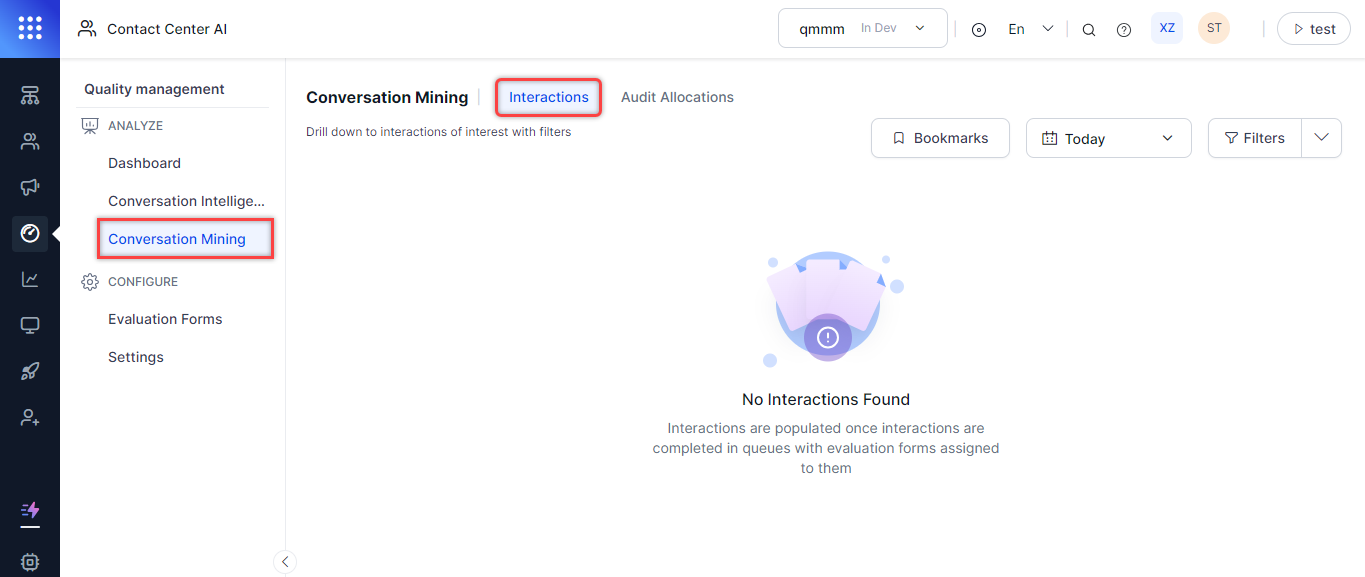 Contact Center AI
qmmm In Dev
En
XZ
ST
test
Quality management
ANALYZE
Dashboard
Conversation Intellige...
Conversation Mining
CONFIGURE
Evaluation Forms
Settings
Conversation Mining
Interactions
Audit Allocations
Drill down to interactions of interest with filters
Bookmarks
Today
Filters
No Interactions Found
Interactions are populated once interactions are
completed in queues with evaluation forms assigned
to them